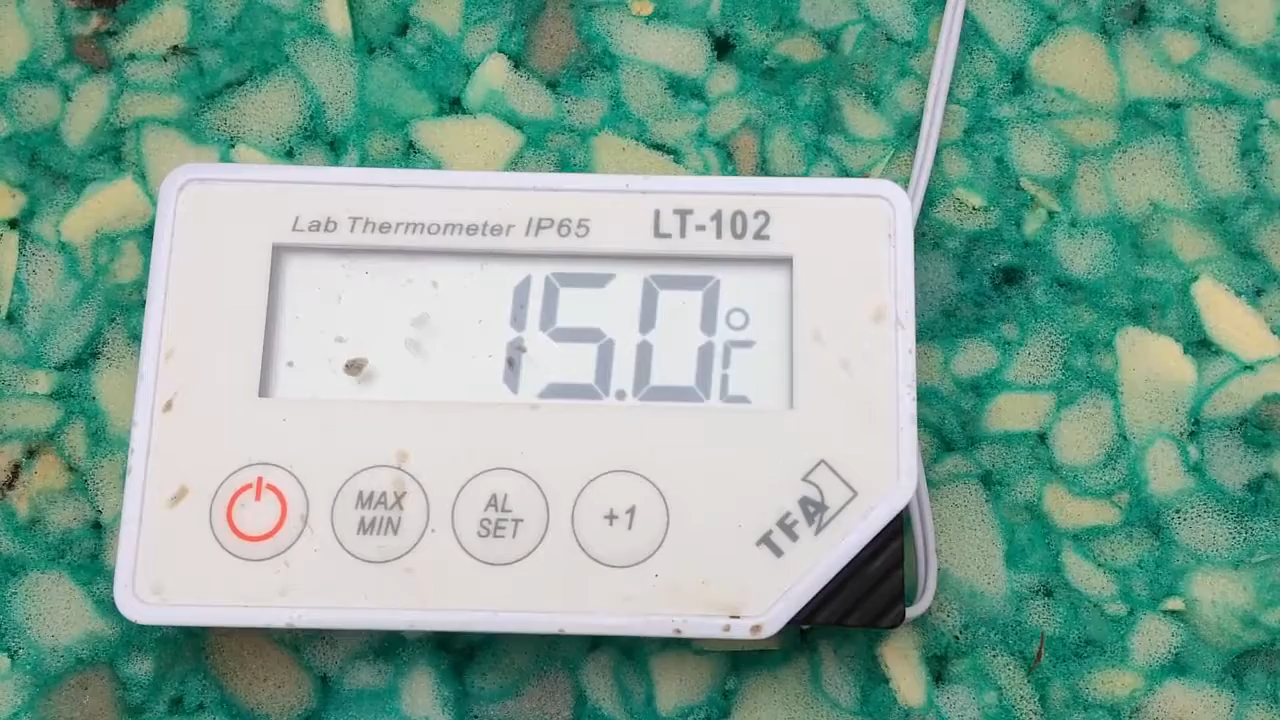 Lab Thermometer IP65 LT-102
15.0°C
MAX
MIN
AL
SET
+1
TFA